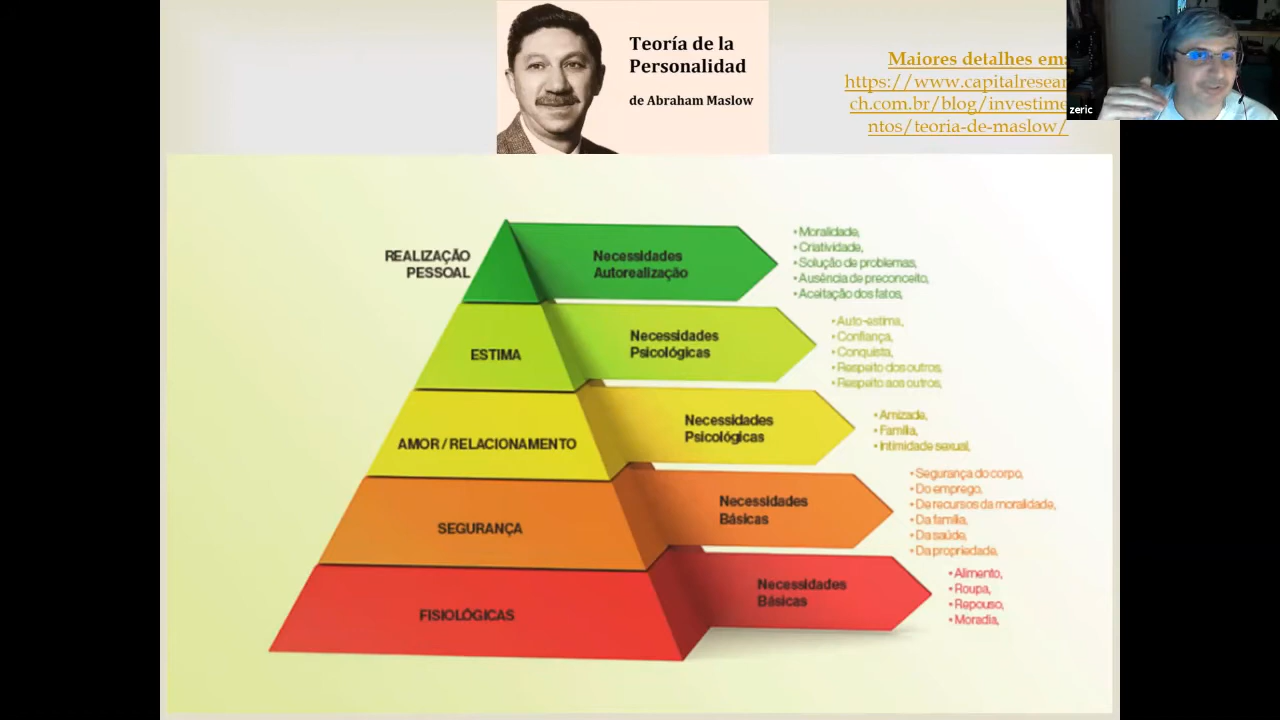 Teoría de la
Personalidad
de Abraham Maslow
Maiores detalhes em:
https://www.capitalresear
ch.com.br/blog/investime
ntos/teoria-de-maslow/
zeric
REALIZAÇÃO
PESSOAL
Necessidades
Autorealização
• Moralidade,
• Criatividade,
• Solução de problemas,
• Ausência de preconceito,
• Aceitação dos fatos,
ESTIMA
Necessidades
Psicológicas
• Auto-estima,
• Confiança,
• Conquista,
• Respeito dos outros,
• Respeito aos outros,
AMOR / RELACIONAMENTO
Necessidades
Psicológicas
• Amizade,
• Família,
• Intimidade sexual,
SEGURANÇA
Necessidades
Básicas
• Segurança do corpo,
• Do emprego,
• De recursos da moralidade,
• Da família,
• Da saúde,
• Da propriedade,
FISIOLÓGICAS
Necessidades
Básicas
• Alimento,
• Roupa,
• Repouso,
• Moradia,